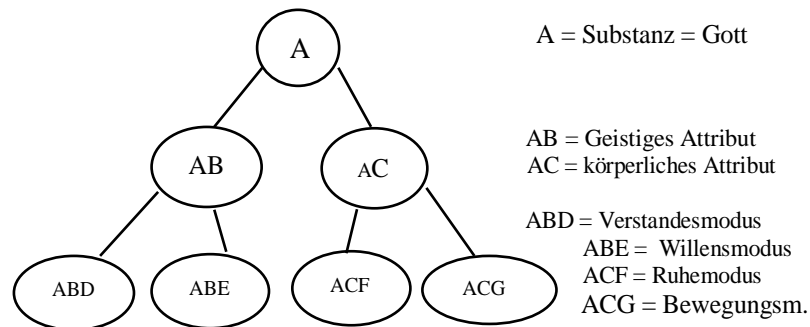 A
A = Substanz = Gott
AB
AC
AB = Geistiges Attribut
AC = körperliches Attribut
ABD = Verstandesmodus
ABE = Willensmodus
ACF = Ruhemodus
ACG = Bewegungsm.
ABD
ABE
ACF
ACG